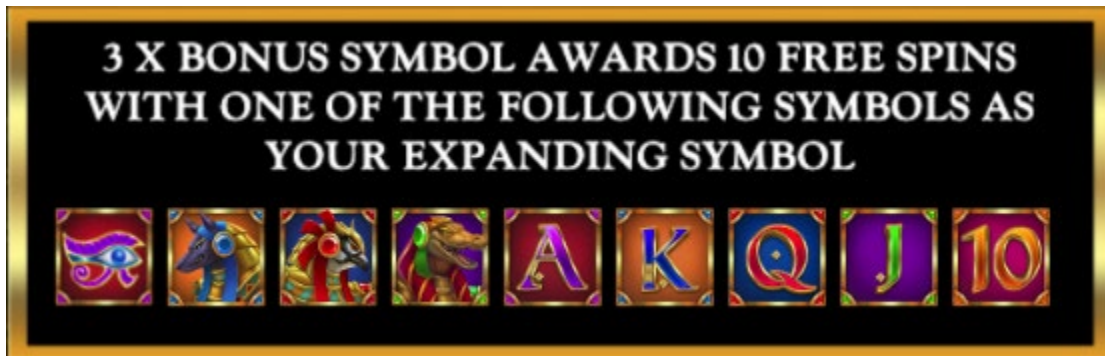 3 X BONUS SYMBOL AWARDS 10 FREE SPINS
WITH ONE OF THE FOLLOWING SYMBOLS AS
YOUR EXPANDING SYMBOL
A K Q J 10